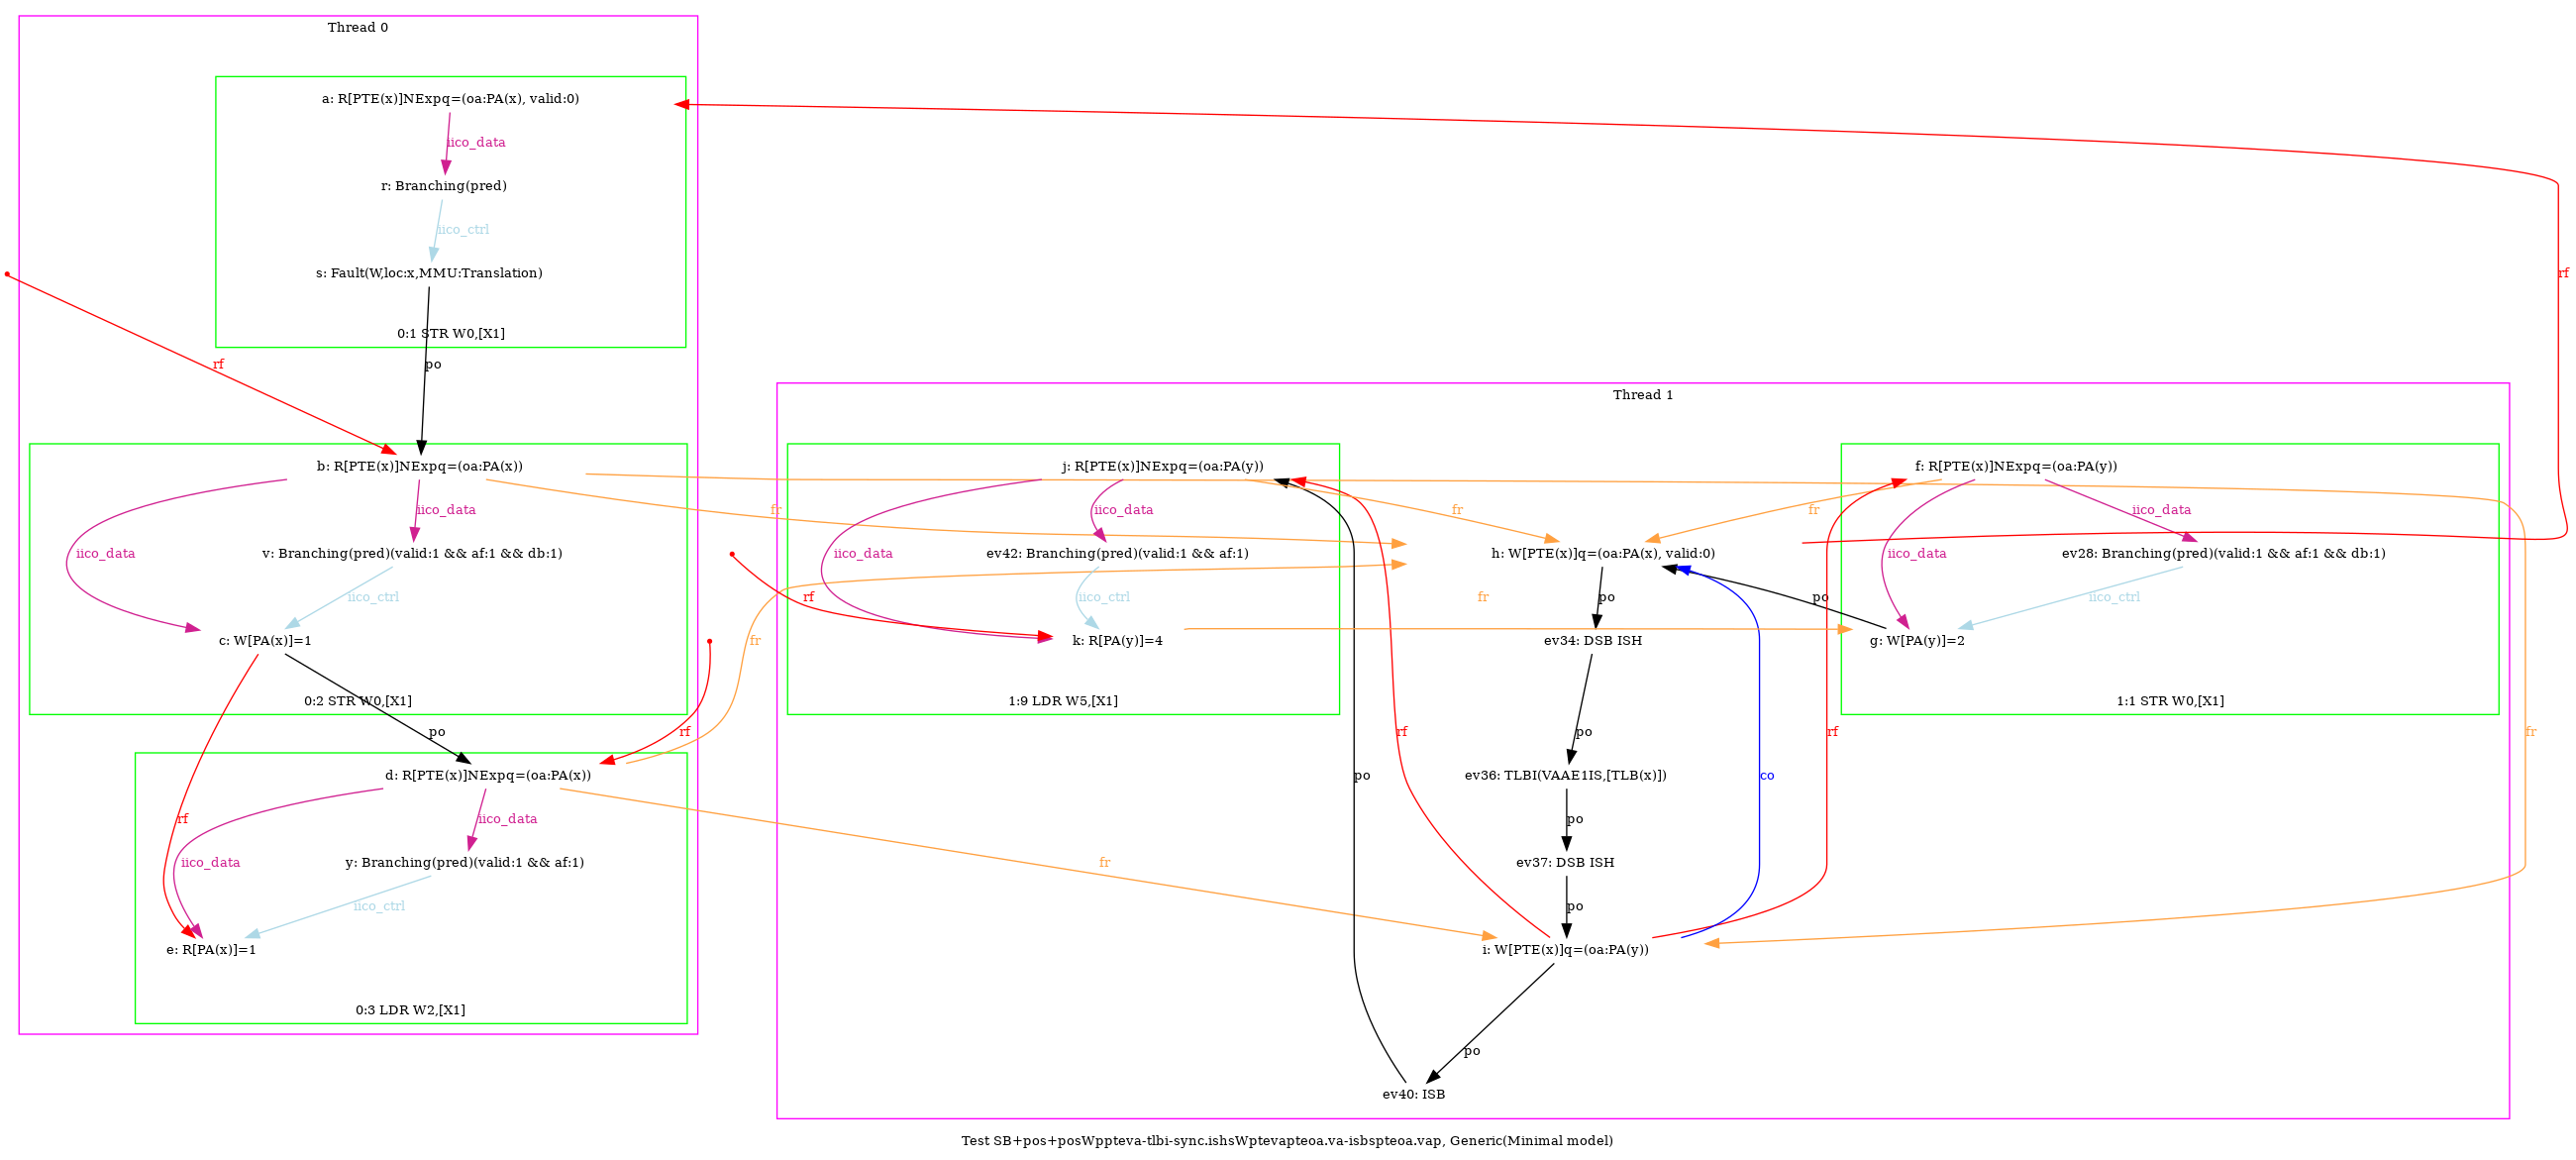 Thread 0
a: R[PTE(x)]NExpq=(oa:PA(x), valid:0)
iico_data
r: Branching(pred)
iico_ctrl
s: Fault(W,loc:x,MMU:Translation)
rf
rf
0:1 STR W0,[X1]
rf
po
Thread 1
b: R[PTE(x)]NExpq=(oa:PA(x))
j: R[PTE(x)]NExpq=(oa:PA(y))
f: R[PTE(x)]NExpq=(oa:PA(y))
iico_data
fr
iico_data
fr
fr
iico_data
iico_data
v: Branching(pred)(valid:1 && af:1 && db:1)
iico_data
ev42: Branching(pred)(valid:1 && af:1)
h: W[PTE(x)]q=(oa:PA(x), valid:0)
iico_data
ev28: Branching(pred)(valid:1 && af:1 && db:1)
iico_ctrl
rf
iico_ctrl
fr
po
po
iico_ctrl
c: W[PA(x)]=1
fr
k: R[PA(y)]=4
ev34: DSB ISH
g: W[PA(y)]=2
0:2 STR W0,[X1]
1:9 LDR W5,[X1]
1:1 STR W0,[X1]
po
rf
rf
po
rf
fr
d: R[PTE(x)]NExpq=(oa:PA(x))
po
ev36: TLBI(VAAE1IS,[TLB(x)])
co
rf
iico_data
po
iico_data
y: Branching(pred)(valid:1 && af:1)
fr
ev37: DSB ISH
iico_ctrl
po
e: R[PA(x)]=1
i: W[PTE(x)]q=(oa:PA(y))
0:3 LDR W2,[X1]
po
ev40: ISB
Test SB+pos+posWppteva-tlbi-sync.ishsWptevapteoa.va-isbspteoa.vap, Generic(Minimal model)